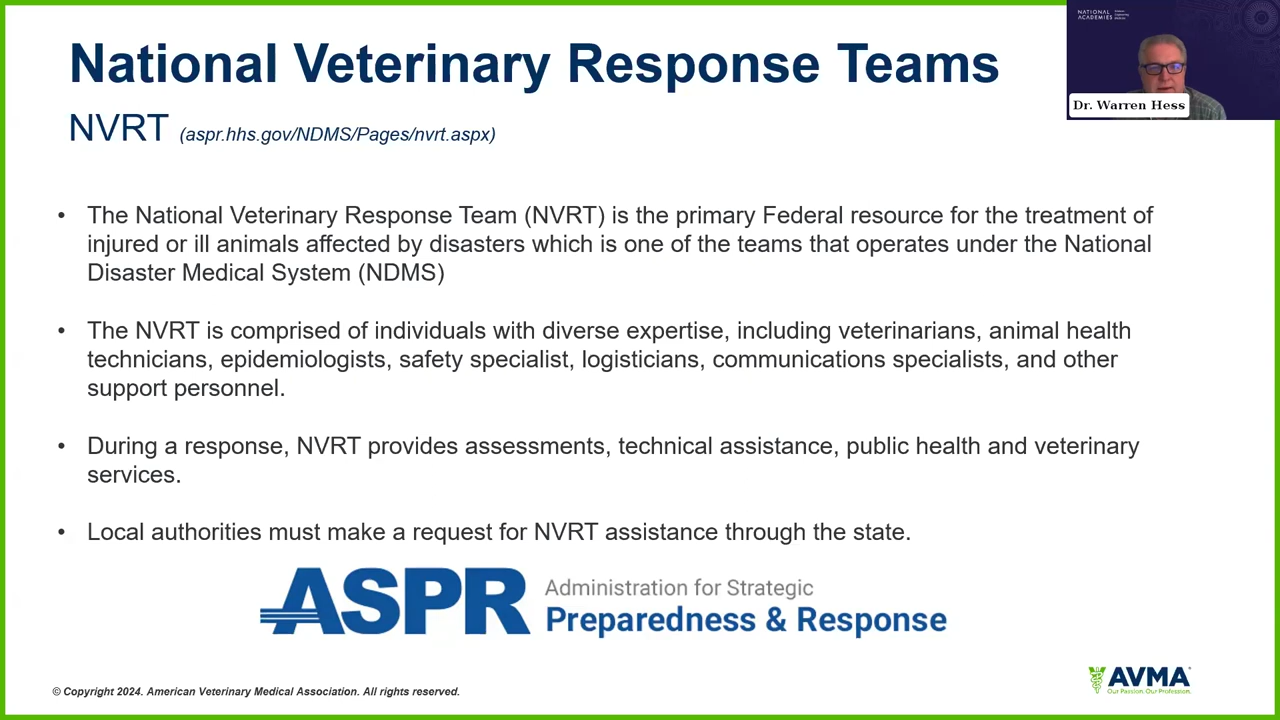 National Veterinary Response Teams
NVRT (aspr.hhs.gov/NDMS/Pages/nvrt.aspx)
NATIONAL ACADEMIES
Sciences
Engineering
Medicine
Dr. Warren Hess
• The National Veterinary Response Team (NVRT) is the primary Federal resource for the treatment of
injured or ill animals affected by disasters which is one of the teams that operates under the National
Disaster Medical System (NDMS)
• The NVRT is comprised of individuals with diverse expertise, including veterinarians, animal health
technicians, epidemiologists, safety specialist, logisticians, communications specialists, and other
support personnel.
• During a response, NVRT provides assessments, technical assistance, public health and veterinary
services.
• Local authorities must make a request for NVRT assistance through the state.
ASPR
Administration for Strategic
Preparedness & Response
© Copyright 2024. American Veterinary Medical Association. All rights reserved.
AVMA
Our Passion. Our Profession.